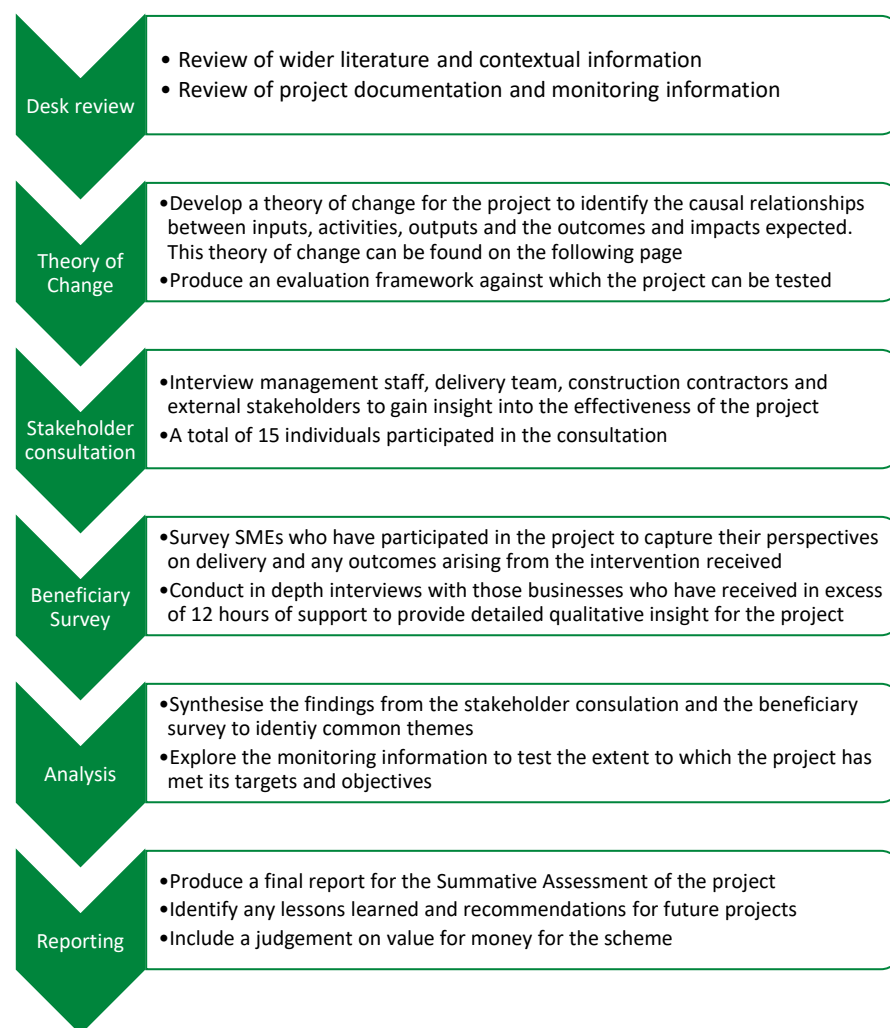 Desk review
• Review of wider literature and contextual information
• Review of project documentation and monitoring information
Theory of
Change
•Develop a theory of change for the project to identify the causal relationships
between inputs, activities, outputs and the outcomes and impacts expected.
This theory of change can be found on the following page
•Produce an evaluation framework against which the project can be tested
Stakeholder
consultation
•Interview management staff, delivery team, construction contractors and
external stakeholders to gain insight into the effectiveness of the project
•A total of 15 individuals participated in the consultation
Beneficiary
Survey
•Survey SMEs who have participated in the project to capture their perspectives
on delivery and any outcomes arising from the intervention received
•Conduct in depth interviews with those businesses who have received in excess
of 12 hours of support to provide detailed qualitative insight for the project
Analysis
•Synthesise the findings from the stakeholder consulation and the beneficiary
survey to identiy common themes
•Explore the monitoring information to test the extent to which the project has
met its targets and objectives
Reporting
•Produce a final report for the Summative Assessment of the project
•Identify any lessons learned and recommendations for future projects
•Include a judgement on value for money for the scheme